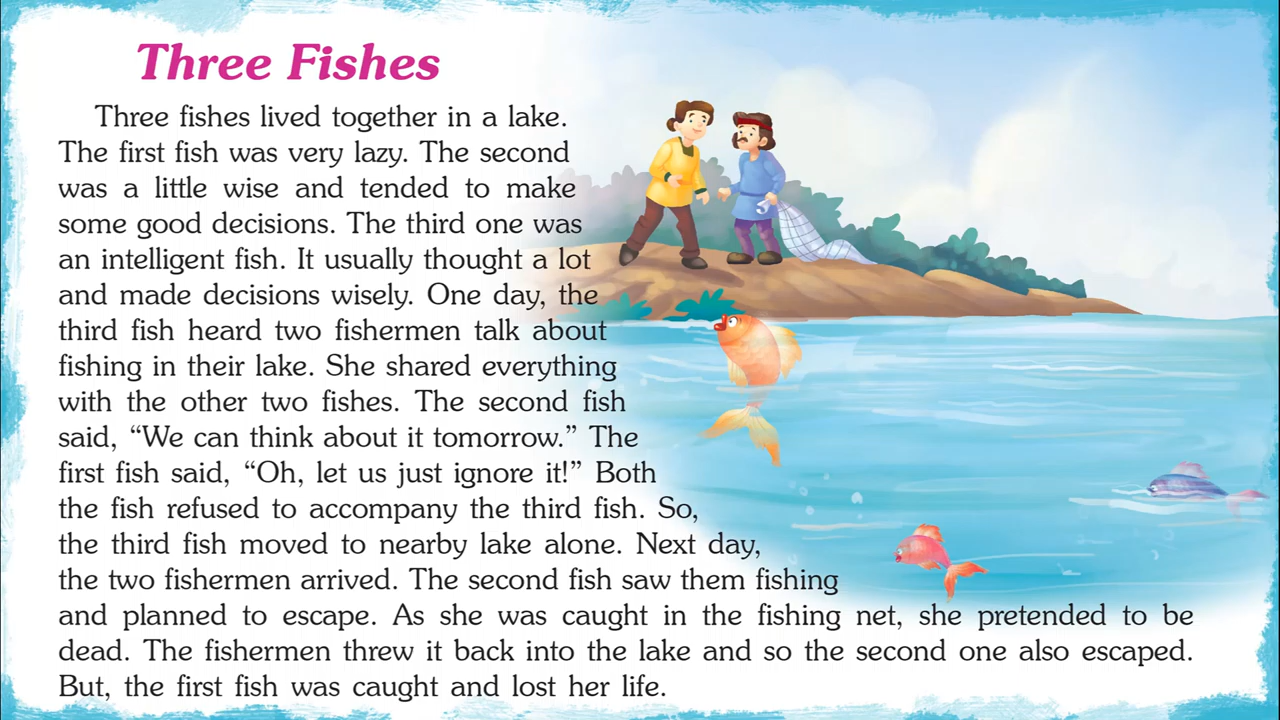 Three Fishes
Three fishes lived together in a lake.
The first fish was very lazy. The second
was a little wise and tended to make
some good decisions. The third one was
an intelligent fish. It usually thought a lot
and made decisions wisely. One day, the
third fish heard two fishermen talk about
fishing in their lake. She shared everything
with the other two fishes. The second fish
said, “We can think about it tomorrow.” The
first fish said, “Oh, let us just ignore it!” Both
the fish refused to accompany the third fish. So,
the third fish moved to nearby lake alone. Next day,
the two fishermen arrived. The second fish saw them fishing
and planned to escape. As she was caught in the fishing net, she pretended to be
dead. The fishermen threw it back into the lake and so the second one also escaped.
But, the first fish was caught and lost her life.